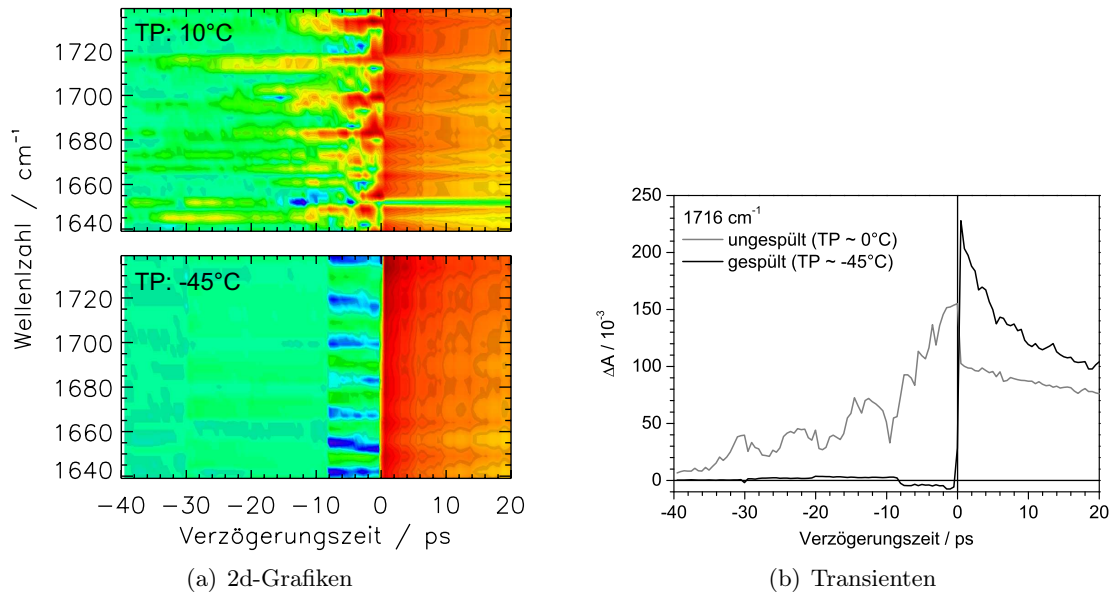 TP: 10°C
1720
1700
1680
1660
1640
TP: -45°C
1720
1700
1680
1660
1640
Wellenlzahl / cm⁻¹
−40 −30 −20 −10 0 10 20
Verzögerungszeit / ps
(a) 2d-Grafiken
250
200
150
100
50
0
ΔA / 10⁻³
1716 cm⁻¹
ungespült (TP ~ 0°C)
gespült (TP ~ -45°C)
-40 -30 -20 -10 0 10 20
Verzögerungszeit / ps
(b) Transienten